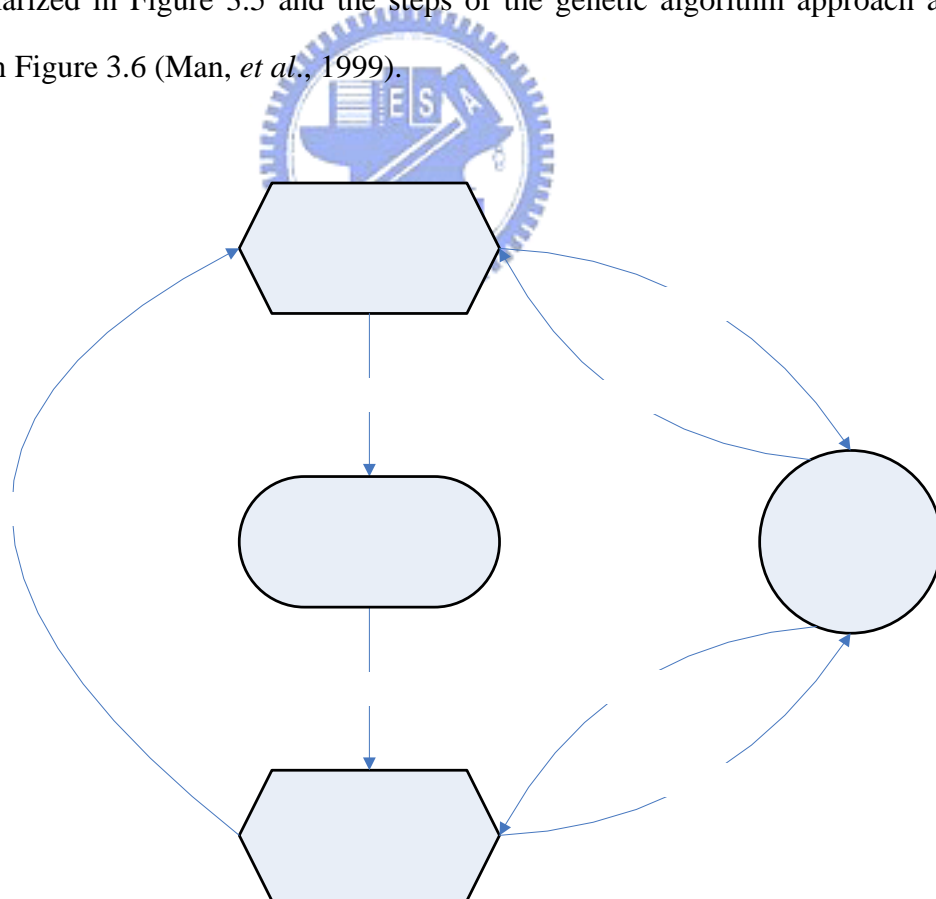 arized in Figure 3.5 and the steps of the genetic algorithm approach a
n Figure 3.6 (Man, et al., 1999).
E S A